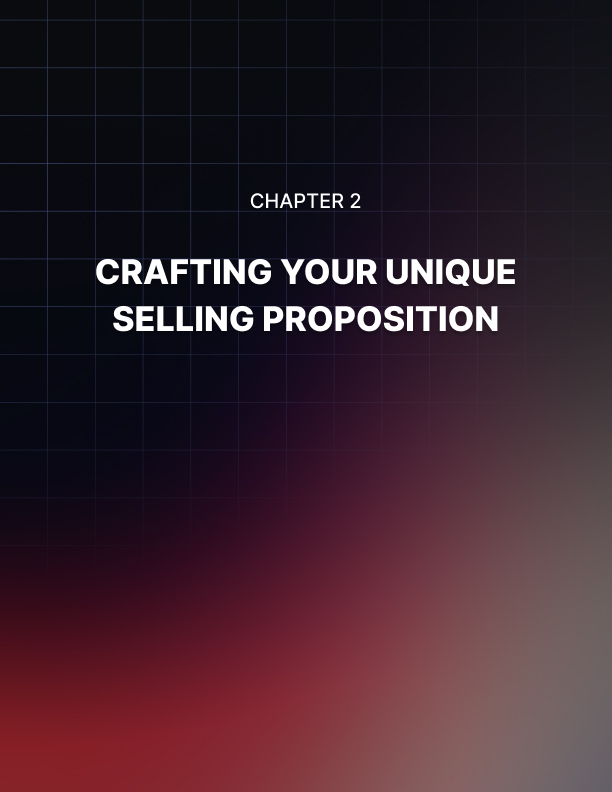 CHAPTER 2
CRAFTING YOUR UNIQUE
SELLING PROPOSITION